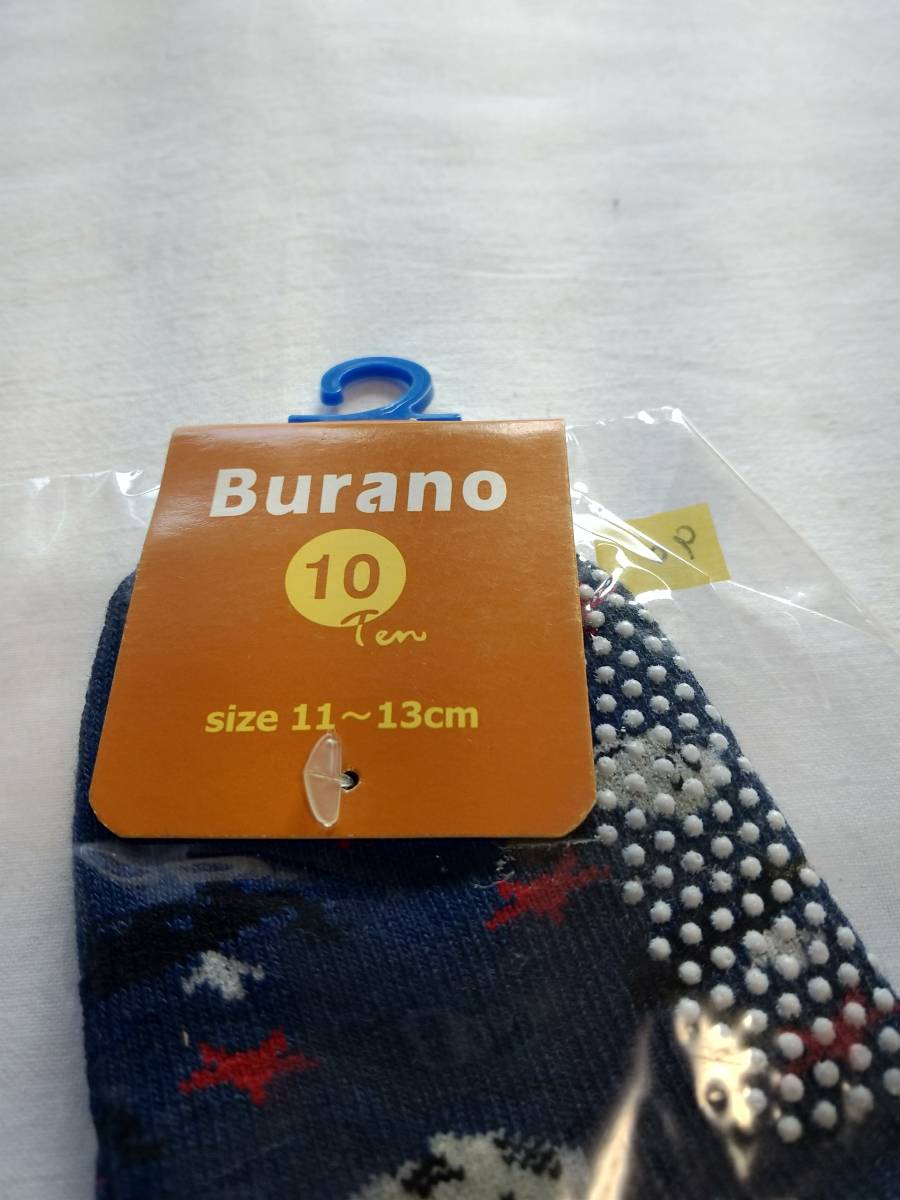 Burano
10
Ten
size 11～13cm